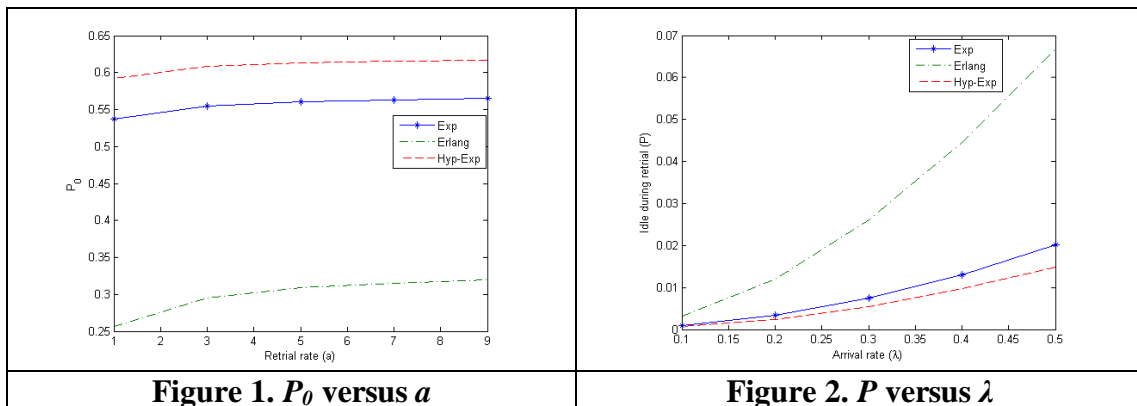 0.65
0.6
0.55
0.5
0.45
0.4
0.35
0.3
0.25
P0
1 2 3 4 5 6 7 8 9
Retrial rate (a)
Exp
Erlang
Hyp-Exp
0.07
0.06
0.05
0.04
0.03
0.02
0.01
0
Idle during retrial (P)
0.1 0.15 0.2 0.25 0.3 0.35 0.4 0.45 0.5
Arrival rate (λ)
Exp
Erlang
Hyp-Exp
Figure 1. P0 versus a
Figure 2. P versus λ